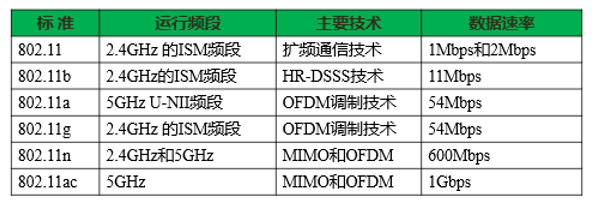 标 准 运行频段 主要技术 数据速率
802.11 2.4GHz 的ISM频段 扩频通信技术 1Mbps和2Mbps
802.11b 2.4GHz的ISM频段 HR-DSSS技术 11Mbps
802.11a 5GHz U-NII频段 OFDM调制技术 54Mbps
802.11g 2.4GHz 的ISM频段 OFDM调制技术 54Mbps
802.11n 2.4GHz和5GHz MIMO和OFDM 600Mbps
802.11ac 5GHz MIMO和OFDM 1Gbps